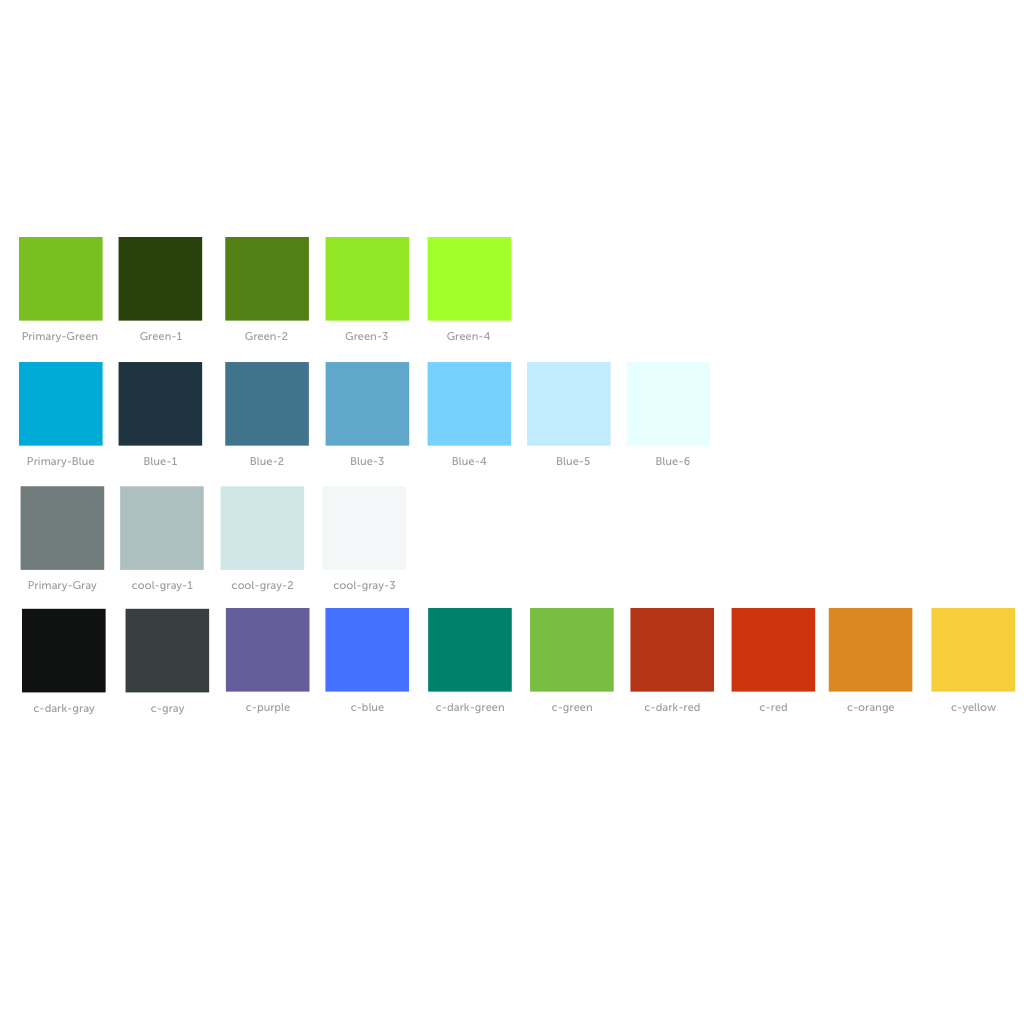 Primary-Green Green-1 Green-2 Green-3 Green-4
Primary-Blue Blue-1 Blue-2 Blue-3 Blue-4 Blue-5 Blue-6
Primary-Gray cool-gray-1 cool-gray-2 cool-gray-3
c-dark-gray c-gray c-purple c-blue c-dark-green c-green c-dark-red c-red c-orange c-yellow